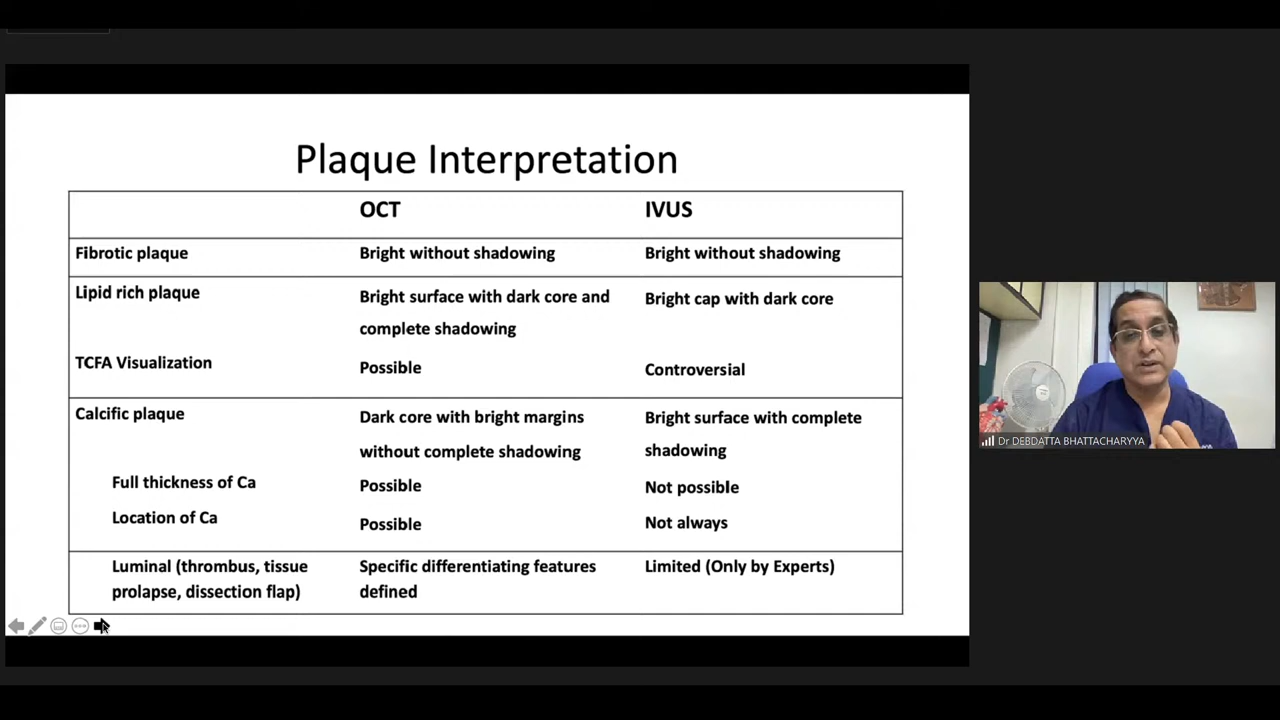 Plaque Interpretation
OCT IVUS
Fibrotic plaque Bright without shadowing Bright without shadowing
Lipid rich plaque Bright surface with dark core and Bright cap with dark core
complete shadowing
TCFA Visualization Possible Controversial
Calcific plaque Dark core with bright margins Bright surface with complete
without complete shadowing shadowing
Full thickness of Ca Possible Not possible
Location of Ca Possible Not always
Luminal (thrombus, tissue Specific differentiating features Limited (Only by Experts)
prolapse, dissection flap) defined
Dr DEBDATTA BHATTACHARYYA